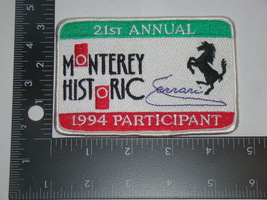 21ST ANNUAL
MONTEREY
HISTORIC
Ferrari
1994 PARTICIPANT
1
2
3
4
5